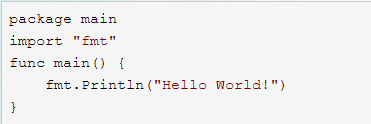 package main
import "fmt"
func main() {
    fmt.Println("Hello World!")
}